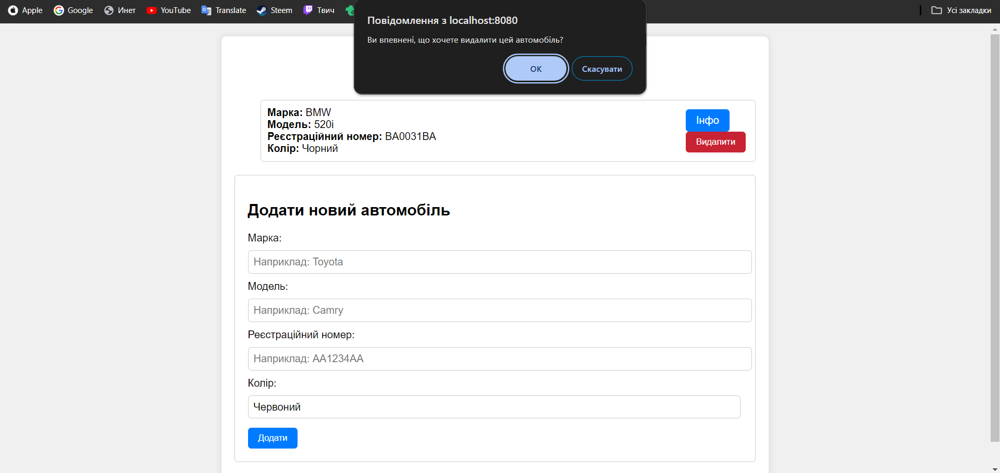 Apple Google Инет YouTube Translate Steem Твич Усі закладки
Повідомлення з localhost:8080
Ви впевнені, що хочете видалити цей автомобіль?
ОК Скасувати
Марка: BMW
Модель: 520i
Реєстраційний номер: BA0031BA
Колір: Чорний
Інфо
Видалити
Додати новий автомобіль
Марка:
Наприклад: Toyota
Модель:
Наприклад: Camry
Реєстраційний номер:
Наприклад: AA1234AA
Колір:
Червоний
Додати